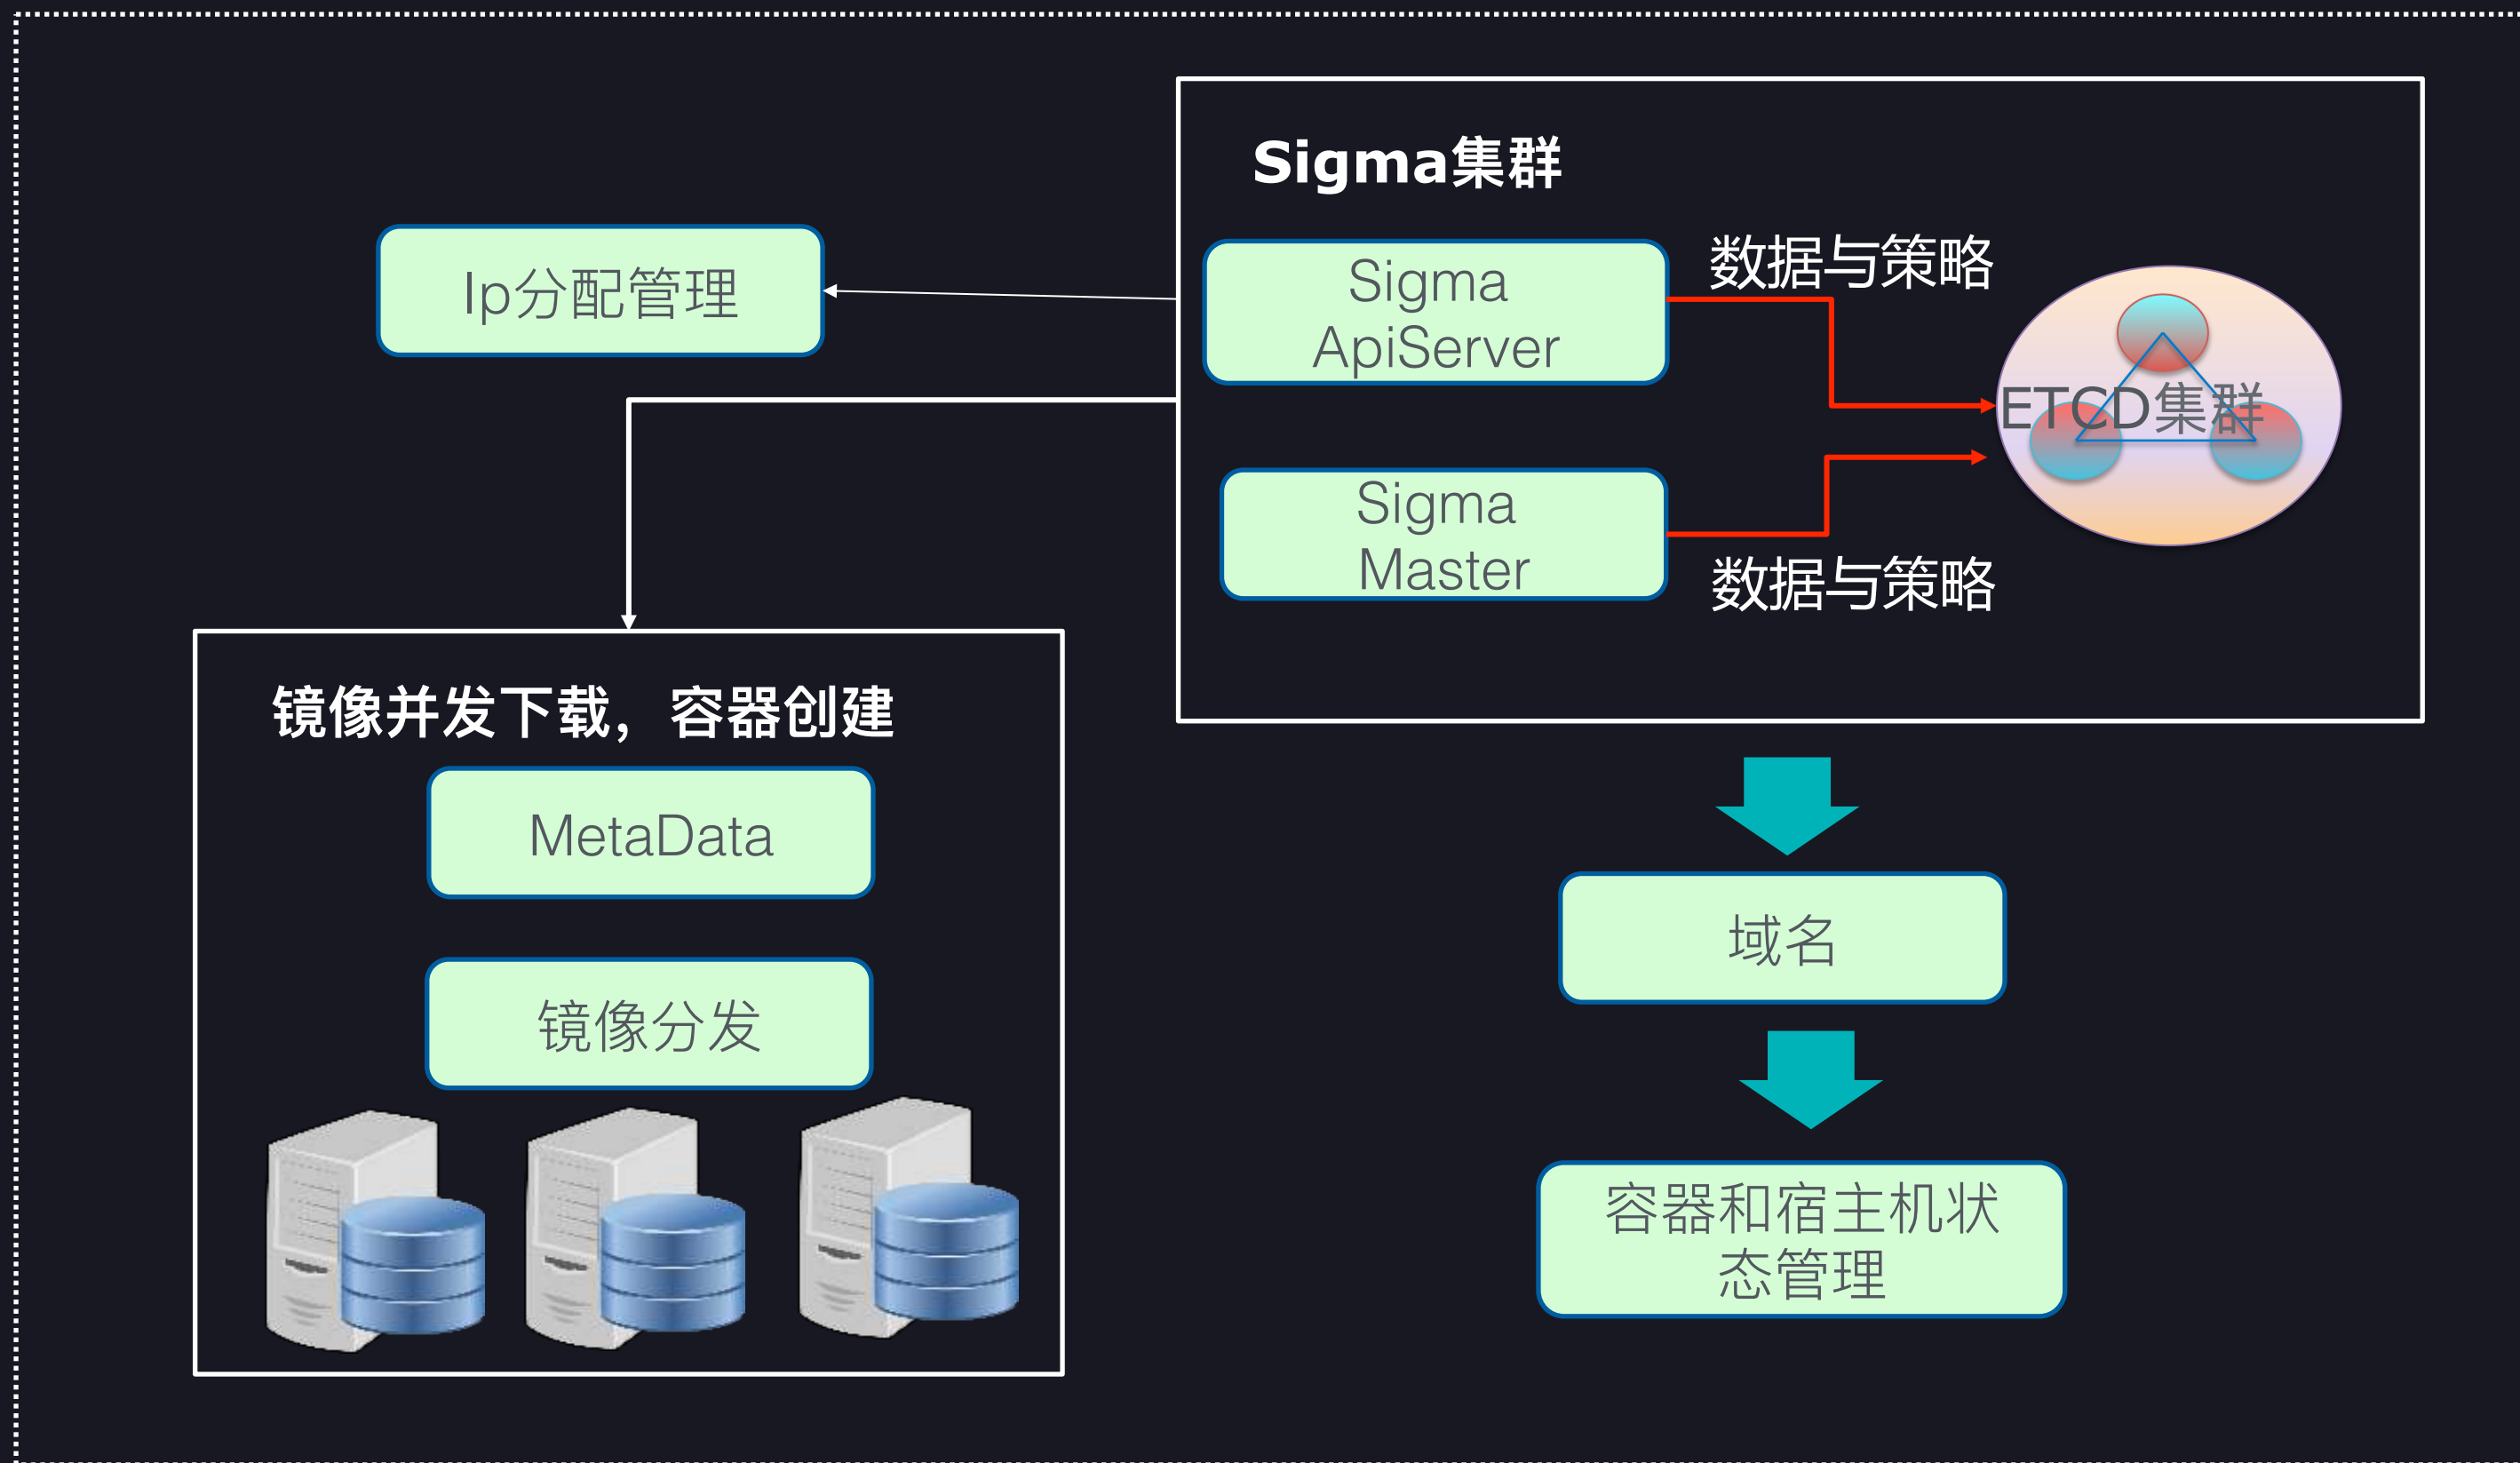 Sigma集群
Ip分配管理
Sigma
ApiServer
数据与策略
ETCD集群
Sigma
Master
数据与策略
镜像并发下载，容器创建
MetaData
镜像分发
域名
容器和宿主机状
态管理